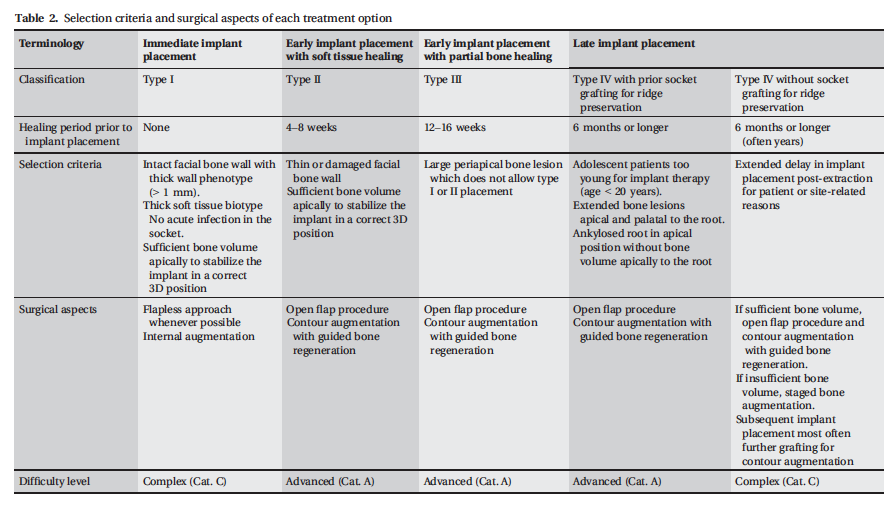 Table 2. Selection criteria and surgical aspects of each treatment option
Terminology
Immediate implant
placement
Early implant placement
with soft tissue healing
Early implant placement
with partial bone healing
Late implant placement
Classification
Type I
Type II
Type III
Type IV with prior socket
grafting for ridge
preservation
Type IV without socket
grafting for ridge
preservation
Healing period prior to
implant placement
None
4–8 weeks
12–16 weeks
6 months or longer
6 months or longer
(often years)
Selection criteria
Intact facial bone wall with
thick wall phenotype
(> 1 mm).
Thick soft tissue biotype
No acute infection in the
socket.
Sufficient bone volume
apically to stabilize the
implant in a correct
3D position
Thin or damaged facial
bone wall
Sufficient bone volume
apically to stabilize the
implant in a correct 3D
position
Large periapical bone lesion
which does not allow type
I or II placement
Adolescent patients too
young for implant therapy
(age < 20 years).
Extended bone lesions
apical and palatal to the root.
Ankylosed root in apical
position without bone
volume apically to the root
Extended delay in implant
placement post-extraction
for patient or site-related
reasons
Surgical aspects
Flapless approach
whenever possible
Internal augmentation
Open flap procedure
Contour augmentation
with guided bone
regeneration
Open flap procedure
Contour augmentation
with guided bone
regeneration
Open flap procedure
Contour augmentation with
guided bone regeneration
If sufficient bone volume,
open flap procedure and
contour augmentation
with guided bone
regeneration.
If insufficient bone
volume, staged bone
augmentation.
Subsequent implant
placement most often
further grafting for
contour augmentation
Difficulty level
Complex (Cat. C)
Advanced (Cat. A)
Advanced (Cat. A)
Advanced (Cat. A)
Complex (Cat. C)